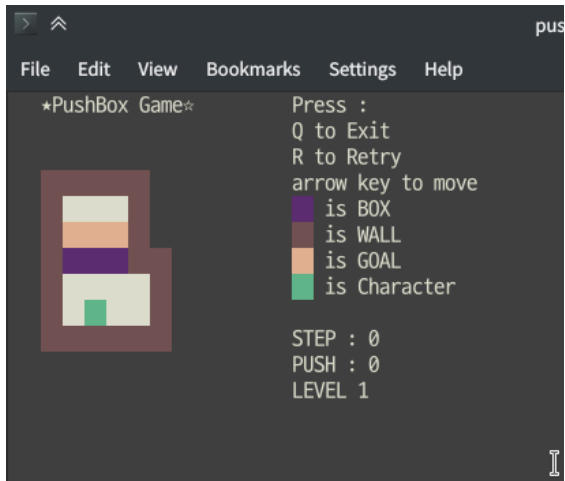 pus
File Edit View Bookmarks Settings Help
★PushBox Game☆
Press :
Q to Exit
R to Retry
arrow key to move
is BOX
is WALL
is GOAL
is Character
STEP : 0
PUSH : 0
LEVEL 1